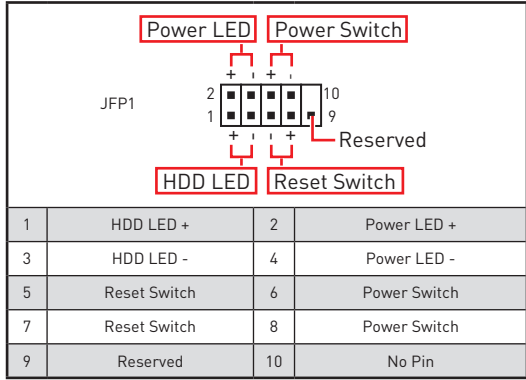 Power LED Power Switch
+ - + -
JFP1
2 10
1 9
+ - - +
Reserved
HDD LED Reset Switch
1 HDD LED + 2 Power LED +
3 HDD LED - 4 Power LED -
5 Reset Switch 6 Power Switch
7 Reset Switch 8 Power Switch
9 Reserved 10 No Pin